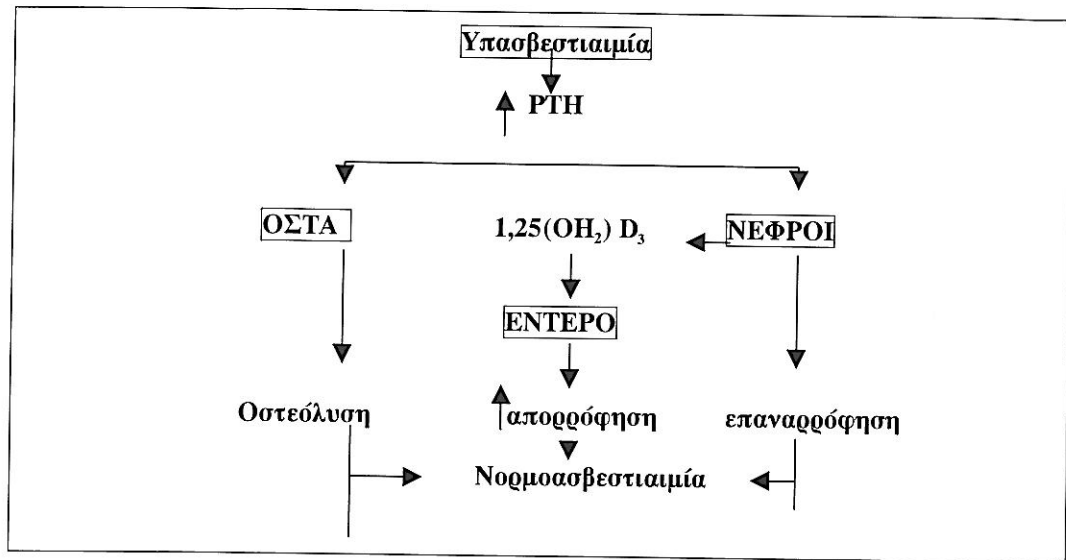 Υπασβεστιαιμία
PTH
ΟΣΤΑ 1,25(OH₂) D₃ ΝΕΦΡΟΙ
ΕΝΤΕΡΟ
Οστεόλυση απορρόφηση επαναρρόφηση
Νορμοασβεστιαιμία